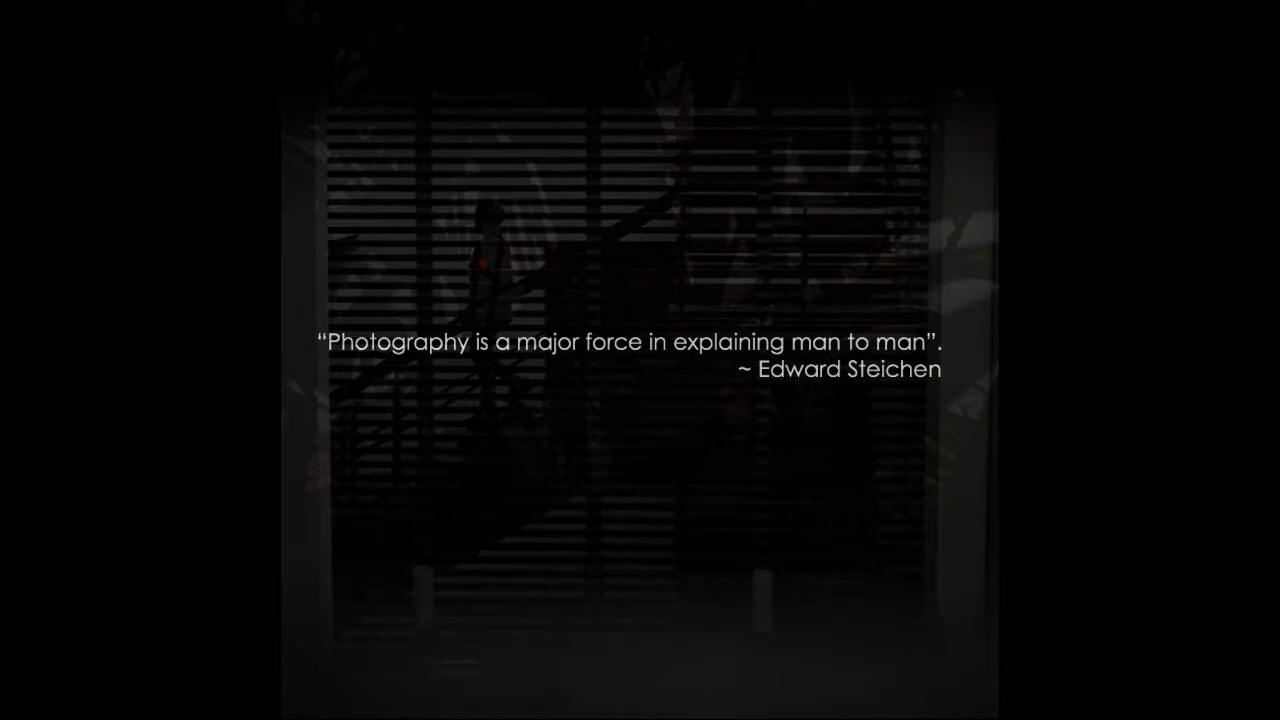 “Photography is a major force in explaining man to man”.
~ Edward Steichen